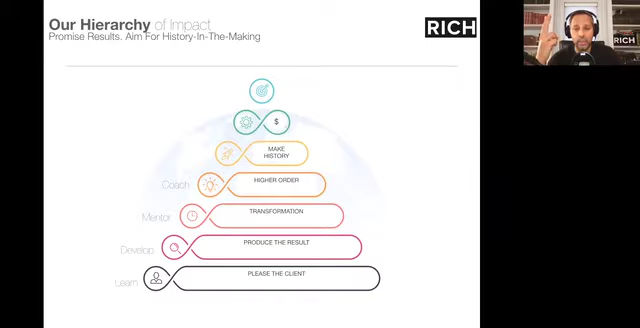 Our Hierarchy of Impact
Promise Results. Aim For History-In-The-Making
RICH
RICH
$
MAKE
HISTORY
Coach
HIGHER ORDER
Mentor
TRANSFORMATION
Develop
PRODUCE THE RESULT
Learn
PLEASE THE CLIENT